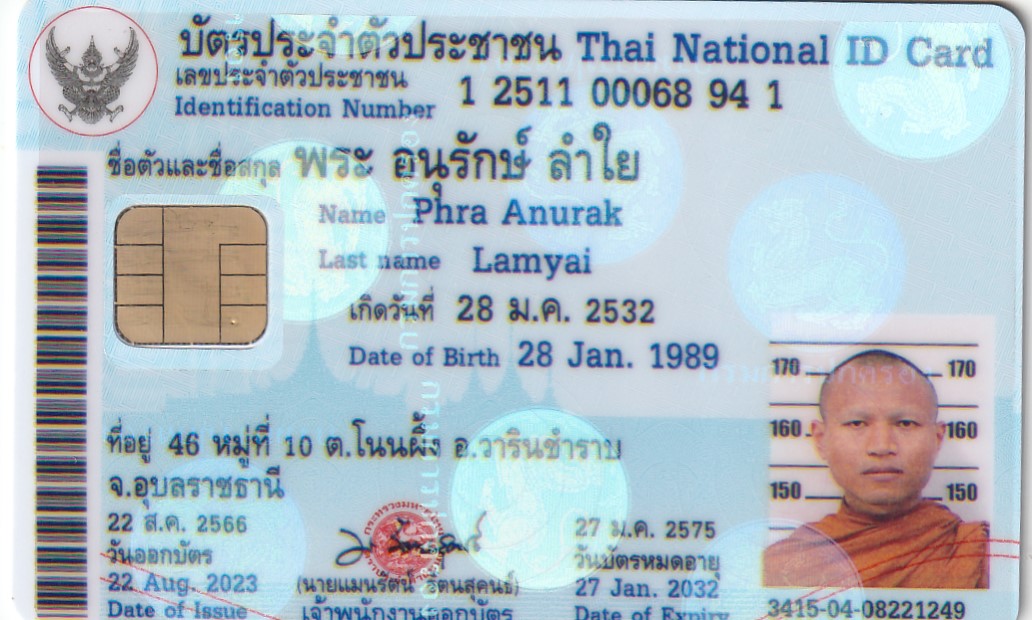 บัตรประจำตัวประชาชน Thai National ID Card
เลขประจำตัวประชาชน
Identification Number 1 2511 00068 94 1
ชื่อตัวและชื่อสกุล พระ อนุรักษ์ ลำใย
Name Phra Anurak
Last name Lamyai
เกิดวันที่ 28 ม.ค. 2532
Date of Birth 28 Jan. 1989
ที่อยู่ 46 หมู่ที่ 10 ต.โนนผึ้ง อ.วารินชำราบ
จ.อุบลราชธานี
22 ส.ค. 2566
วันออกบัตร
22 Aug. 2023
Date of Issue
(นายแมนรัตน์ รัตนสุคนธ์)
เจ้าพนักงานออกบัตร
27 ม.ค. 2575
วันบัตรหมดอายุ
27 Jan. 2032
Date of Expiry
170 170
160 160
150 150
3415-04-08221249